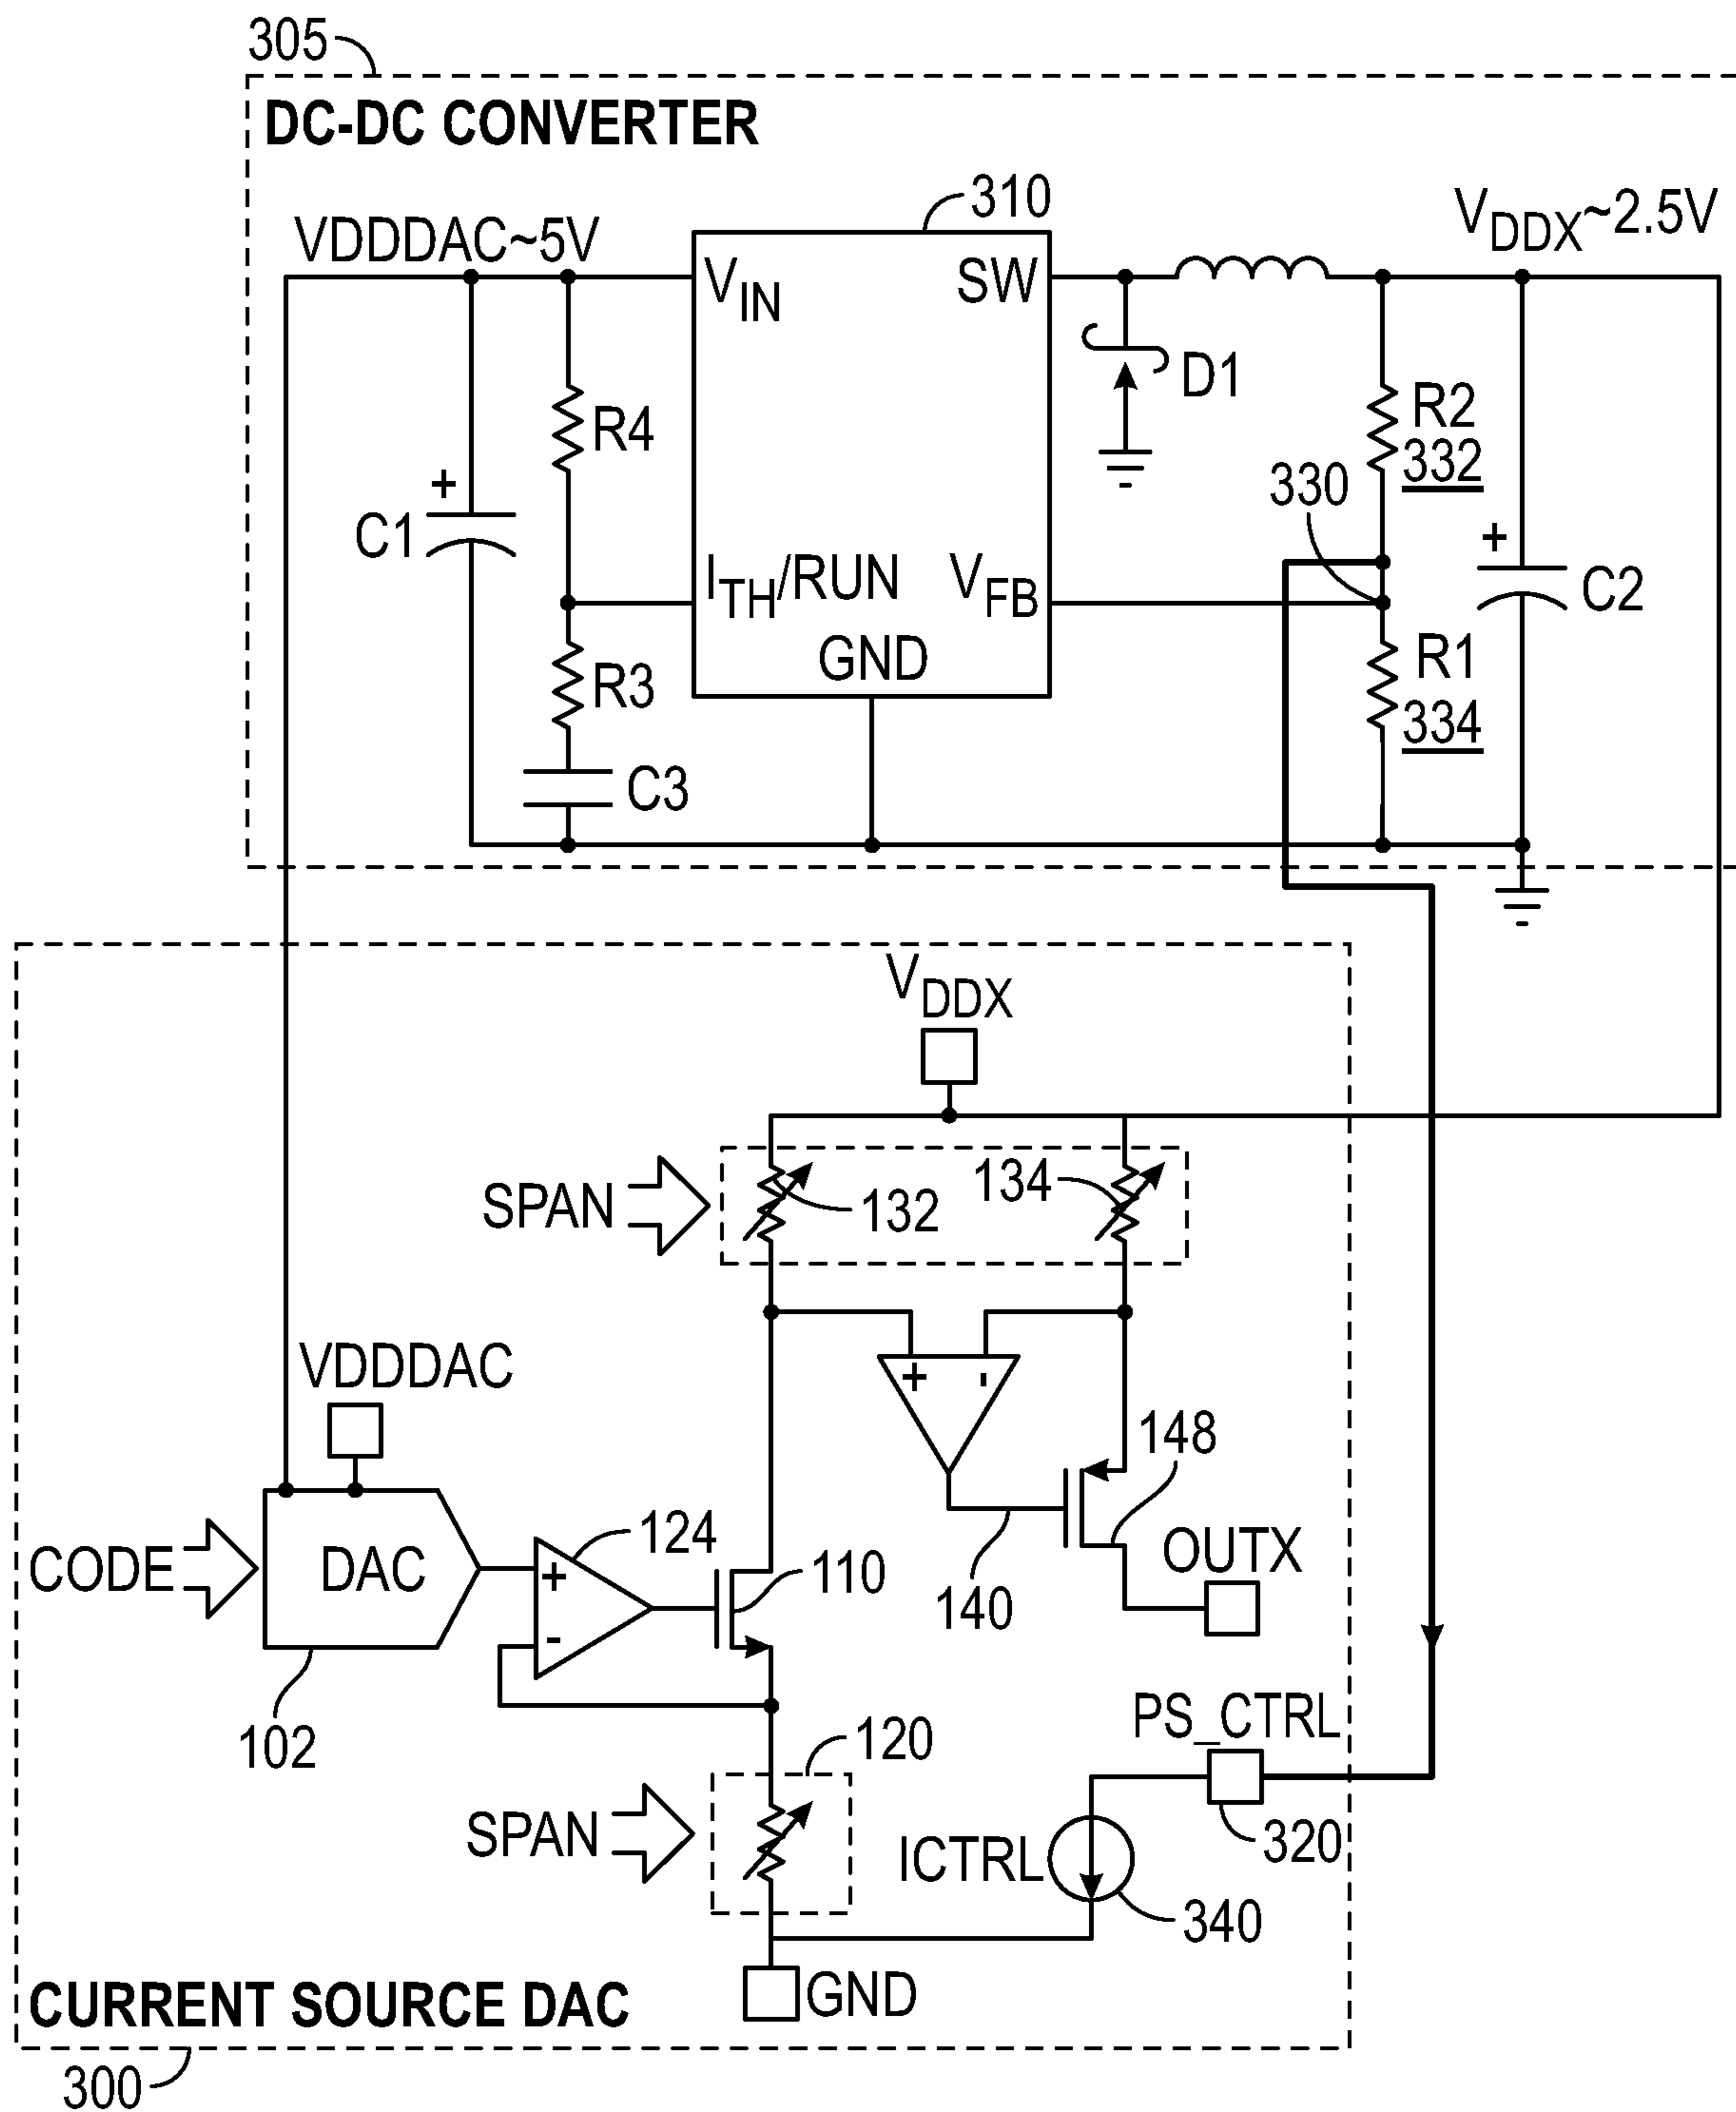 305
DC-DC CONVERTER
310
VDDDAC~5V
VDDX~2.5V
VIN
SW
D1
R4
R2
332
330
C1
+
+
ITH/RUN
VFB
C2
GND
R3
R1
334
C3
VDDX
SPAN
132
134
VDDDAC
+ -
148
CODE
DAC
124
+
-
110
140
OUTX
102
120
PS_CTRL
SPAN
ICTRL
320
340
GND
CURRENT SOURCE DAC
300